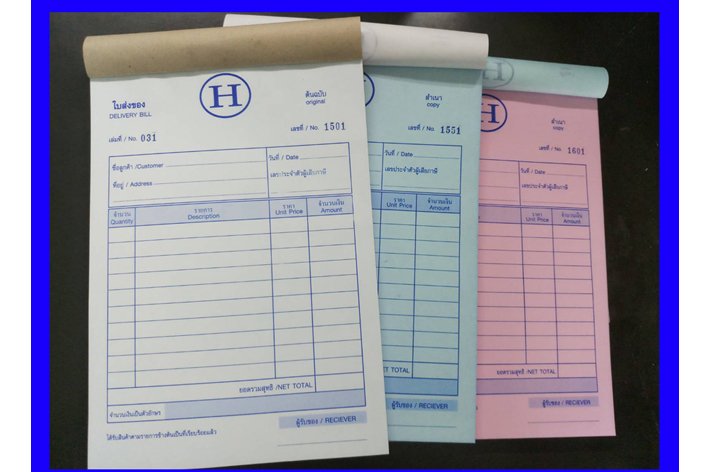 ใบส่งของ
DELIVERY BILL
H
ต้นฉบับ
original
เล่มที่ / No. 031
เลขที่ / No. 1501
ชื่อลูกค้า /Customer
วันที่ / Date
ที่อยู่ / Address
เลขประจำตัวผู้เสียภาษี
จำนวน
Quantity
รายการ
Description
ราคา
Unit Price
จำนวนเงิน
Amount
ยอดรวมสุทธิ /NET TOTAL
จำนวนเงินเป็นตัวอักษร
ผู้รับของ / RECIEVER
ได้รับสินค้าตามรายการข้างต้นเป็นที่เรียบร้อยแล้ว
H
สำเนา
copy
เลขที่ / No. 1551
วันที่ / Date
เลขประจำตัวผู้เสียภาษี
ราคา
Unit Price
จำนวนเงิน
Amount
NET TOTAL
ผู้รับของ / RECIEVER
H
สำเนา
copy
เลขที่ / No. 1601
วันที่ / Date
เลขประจำตัวผู้เสียภาษี
ราคา
Unit Price
จำนวนเงิน
Amount
/NET TOTAL
ผู้รับของ / RECIEVER